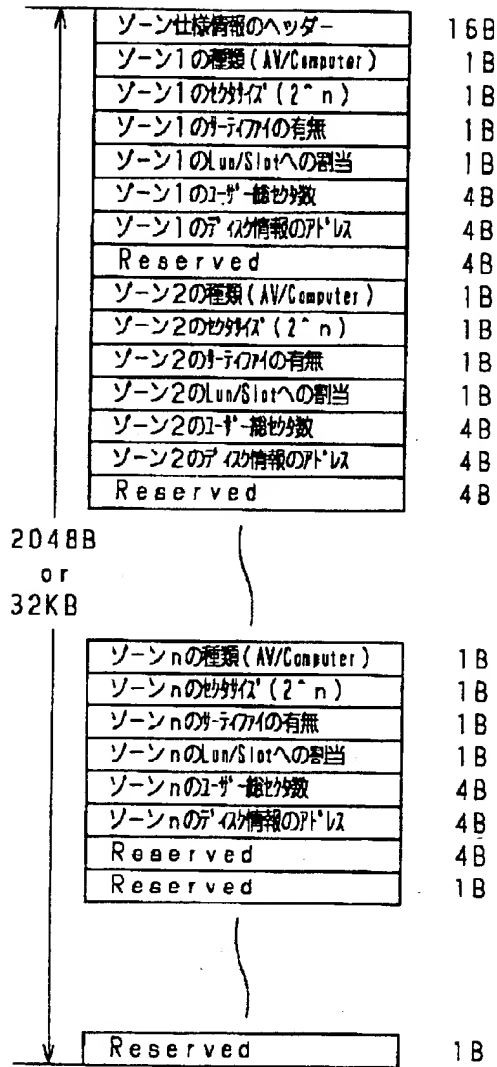 ゾーン仕様情報のヘッダー 16B
ゾーン1の種類(AV/Computer) 1B
ゾーン1のセクタサイズ(2^n) 1B
ゾーン1のサーティファイの有無 1B
ゾーン1のLun/Slotへの割当 1B
ゾーン1のユーザー総セクタ数 4B
ゾーン1のディスク情報のアドレス 4B
Reserved 4B
ゾーン2の種類(AV/Computer) 1B
ゾーン2のセクタサイズ(2^n) 1B
ゾーン2のサーティファイの有無 1B
ゾーン2のLun/Slotへの割当 1B
ゾーン2のユーザー総セクタ数 4B
ゾーン2のディスク情報のアドレス 4B
Reserved 4B
2048B
or
32KB
ゾーンnの種類(AV/Computer) 1B
ゾーンnのセクタサイズ(2^n) 1B
ゾーンnのサーティファイの有無 1B
ゾーンnのLun/Slotへの割当 1B
ゾーンnのユーザー総セクタ数 4B
ゾーンnのディスク情報のアドレス 4B
Reserved 4B
Reserved 1B
Reserved 1B